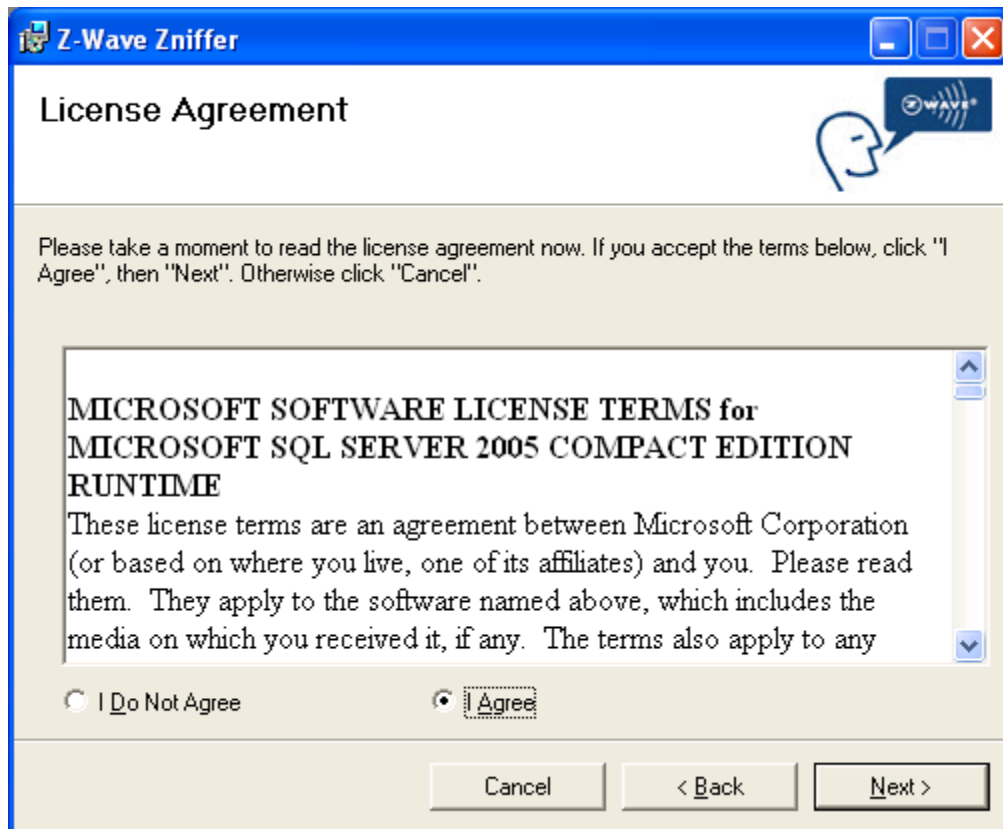 Z-Wave Zniffer
License Agreement
Z WAVE®
Please take a moment to read the license agreement now. If you accept the terms below, click "I
Agree", then "Next". Otherwise click "Cancel".
MICROSOFT SOFTWARE LICENSE TERMS for
MICROSOFT SQL SERVER 2005 COMPACT EDITION
RUNTIME
These license terms are an agreement between Microsoft Corporation
(or based on where you live, one of its affiliates) and you.  Please read
them.  They apply to the software named above, which includes the
media on which you received it, if any.  The terms also apply to any
I Do Not Agree
I Agree
Cancel
< Back
Next >